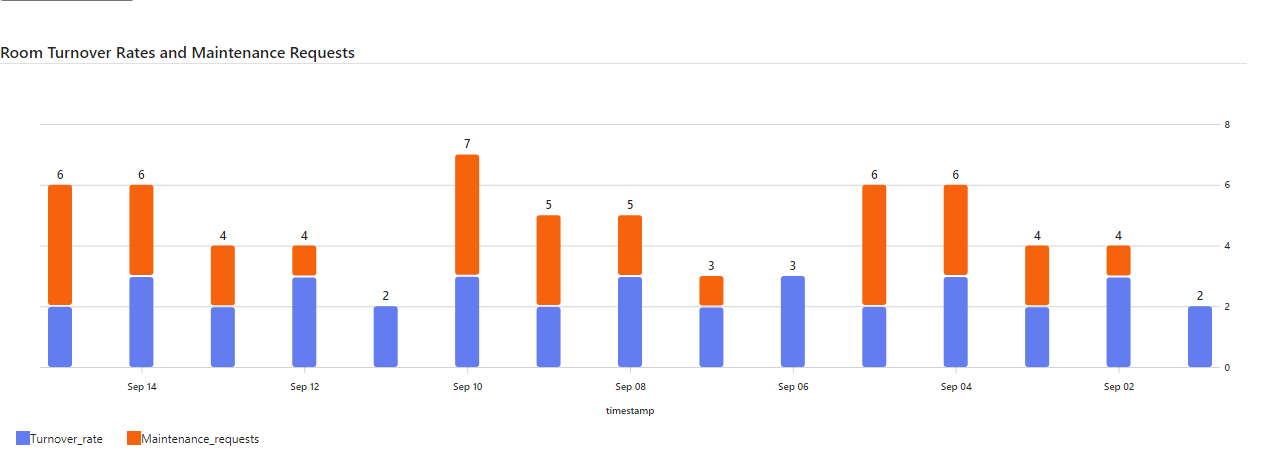 Room Turnover Rates and Maintenance Requests
8
7
6 6 6 6
6
5 5
4 4 4 4
4
3 3
2 2
2
0
Sep 14 Sep 12 Sep 10 Sep 08 Sep 06 Sep 04 Sep 02
timestamp
Turnover_rate Maintenance_requests